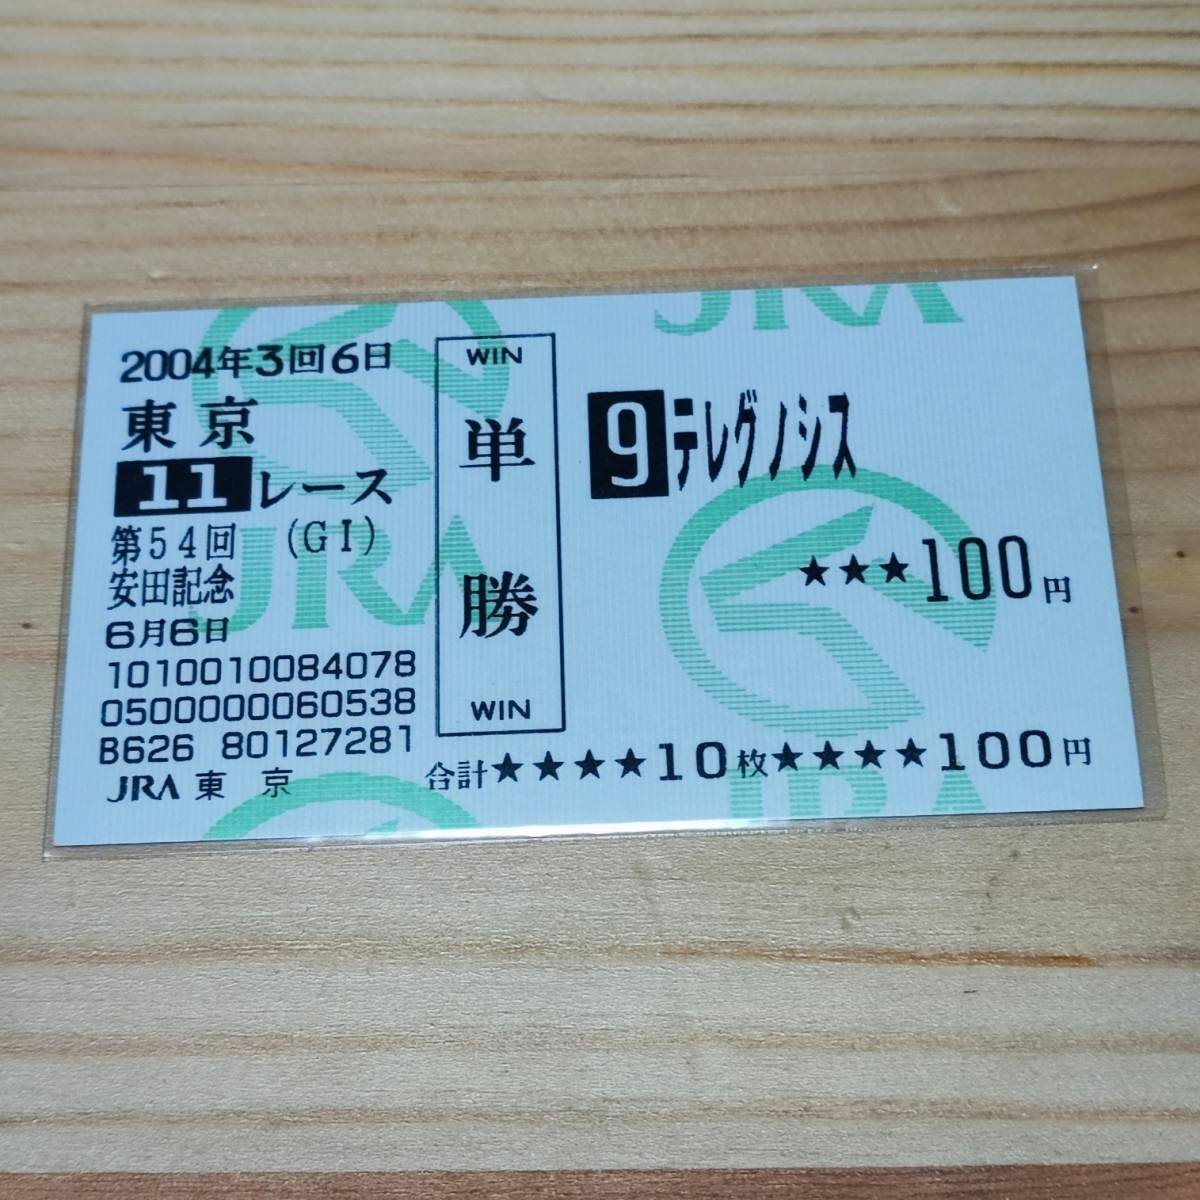 2004年3回6日
東京
11レース
第54回 (GI)
安田記念
6月6日
1010010084078
0500000060538
B626 80127281
JRA 東 京
WIN
単
勝
WIN
9 テレグノシス
★★★100円
合計★★★★10枚★★★★100円
JRA
JRA
JRA